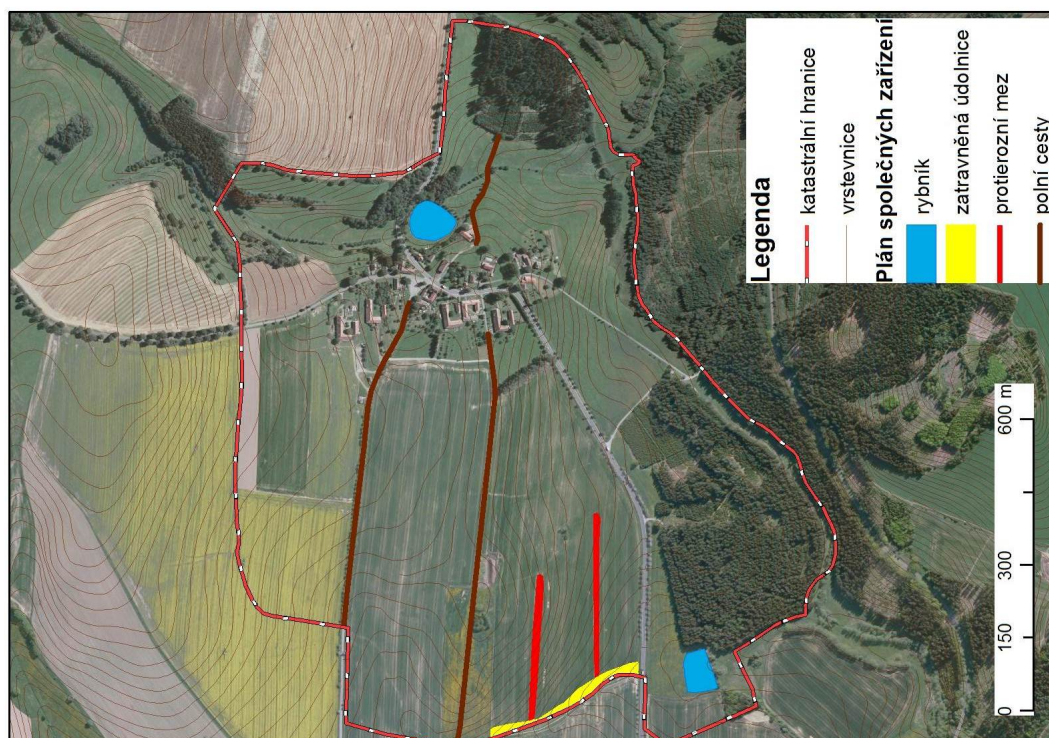 Legenda
katastrální hranice
vrstevnice
Plán společných zařízení
rybník
zatravněná údolnice
protierozní mez
polní cesty
0 150 300 600 m